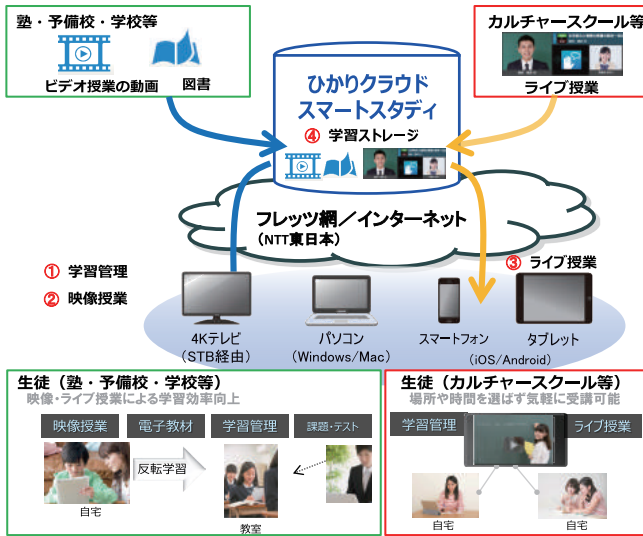 塾・予備校・学校等
ビデオ授業の動画
図書
カルチャースクール等
ライブ授業
ひかりクラウド
スマートスタディ
④ 学習ストレージ
フレッツ網／インターネット
（NTT東日本）
① 学習管理
② 映像授業
③ ライブ授業
4Kテレビ
（STB経由）
パソコン
（Windows/Mac）
スマートフォン
タブレット
（iOS/Android）
生徒（塾・予備校・学校等）
映像・ライブ授業による学習効率向上
映像授業
電子教材
学習管理
課題・テスト
反転学習
自宅
教室
生徒（カルチャースクール等）
場所や時間を選ばず気軽に受講可能
学習管理
ライブ授業
自宅
自宅